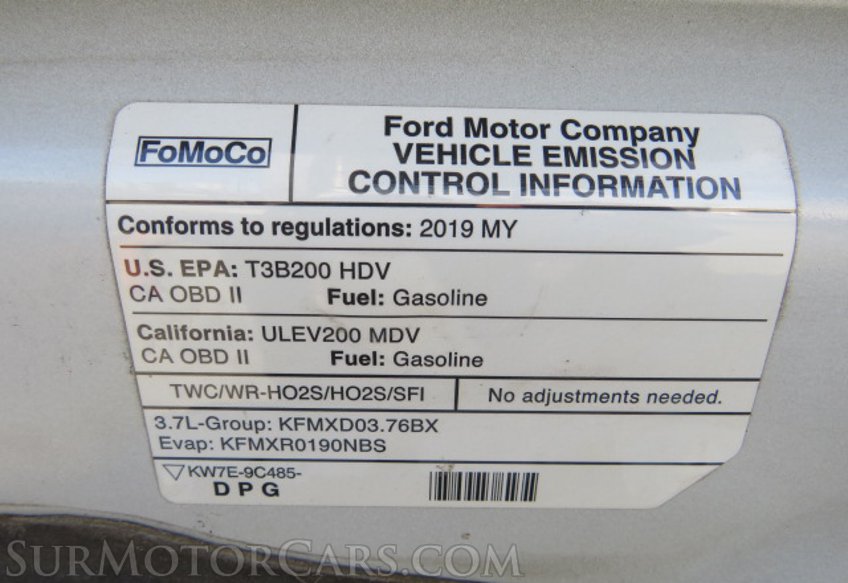 FoMoCo
Ford Motor Company
VEHICLE EMISSION
CONTROL INFORMATION
Conforms to regulations: 2019 MY
U.S. EPA: T3B200 HDV
CA OBD II Fuel: Gasoline
California: ULEV200 MDV
CA OBD II Fuel: Gasoline
TWC/WR-HO2S/HO2S/SFI No adjustments needed.
3.7L-Group: KFMXD03.76BX
Evap: KFMXR0190NBS
KW7E-9C485-
DPG
SURMOTORCARS.COM